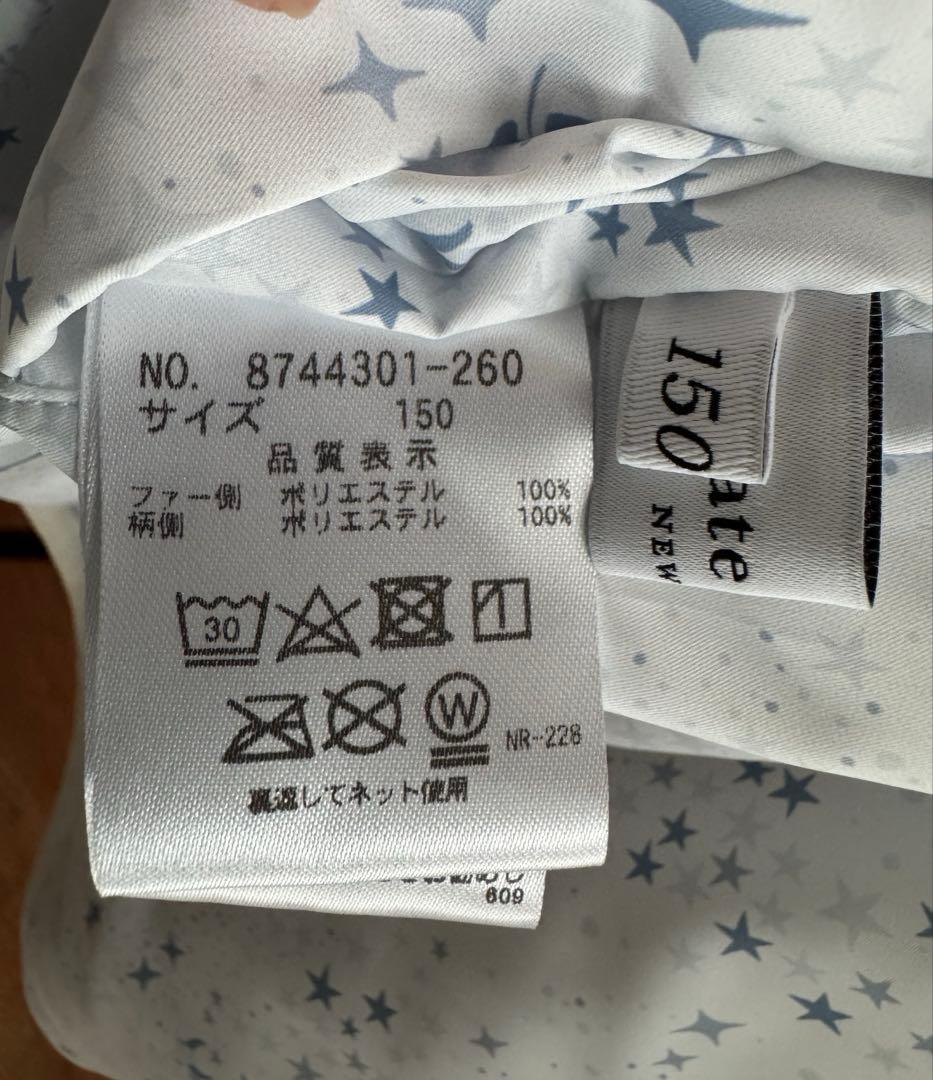 NO. 8744301-260
サイズ 150
品質表示
ファー側 ポリエステル 100%
柄側 ポリエステル 100%
30
W
NR-228
裏返してネット使用
609
150
ate
NEW